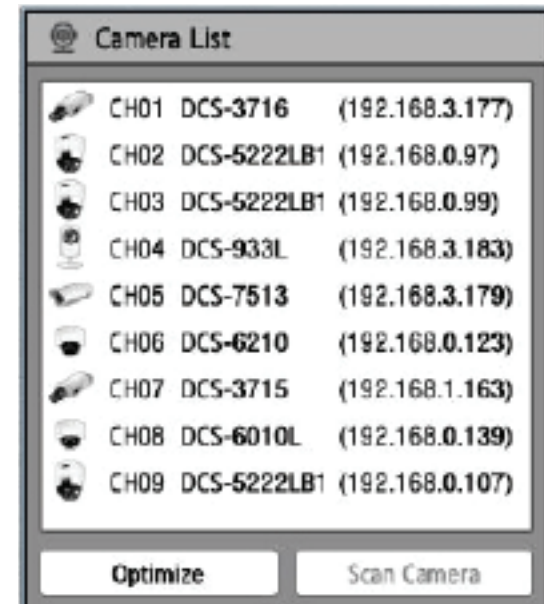 Camera List
CH01 DCS-3716 (192.168.3.177)
CH02 DCS-5222LB1 (192.168.0.97)
CH03 DCS-5222LB1 (192.168.0.99)
CH04 DCS-933L (192.168.3.183)
CH05 DCS-7513 (192.168.3.179)
CH06 DCS-6210 (192.168.0.123)
CH07 DCS-3715 (192.168.1.163)
CH08 DCS-6010L (192.168.0.139)
CH09 DCS-5222LB1 (192.168.0.107)
Optimize Scan Camera